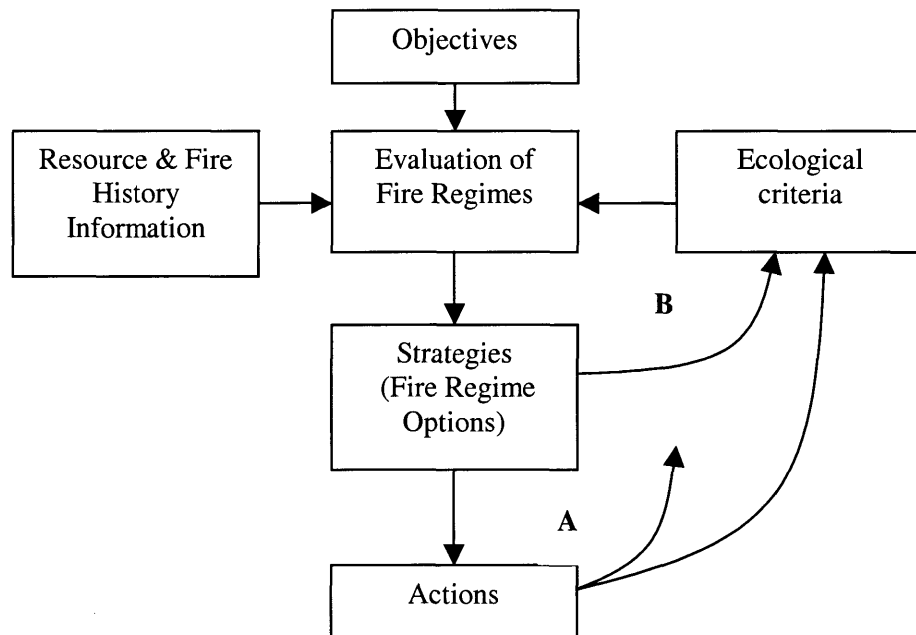 Objectives
Resource & Fire
History
Information
Evaluation of
Fire Regimes
Ecological
criteria
B
Strategies
(Fire Regime
Options)
A
Actions